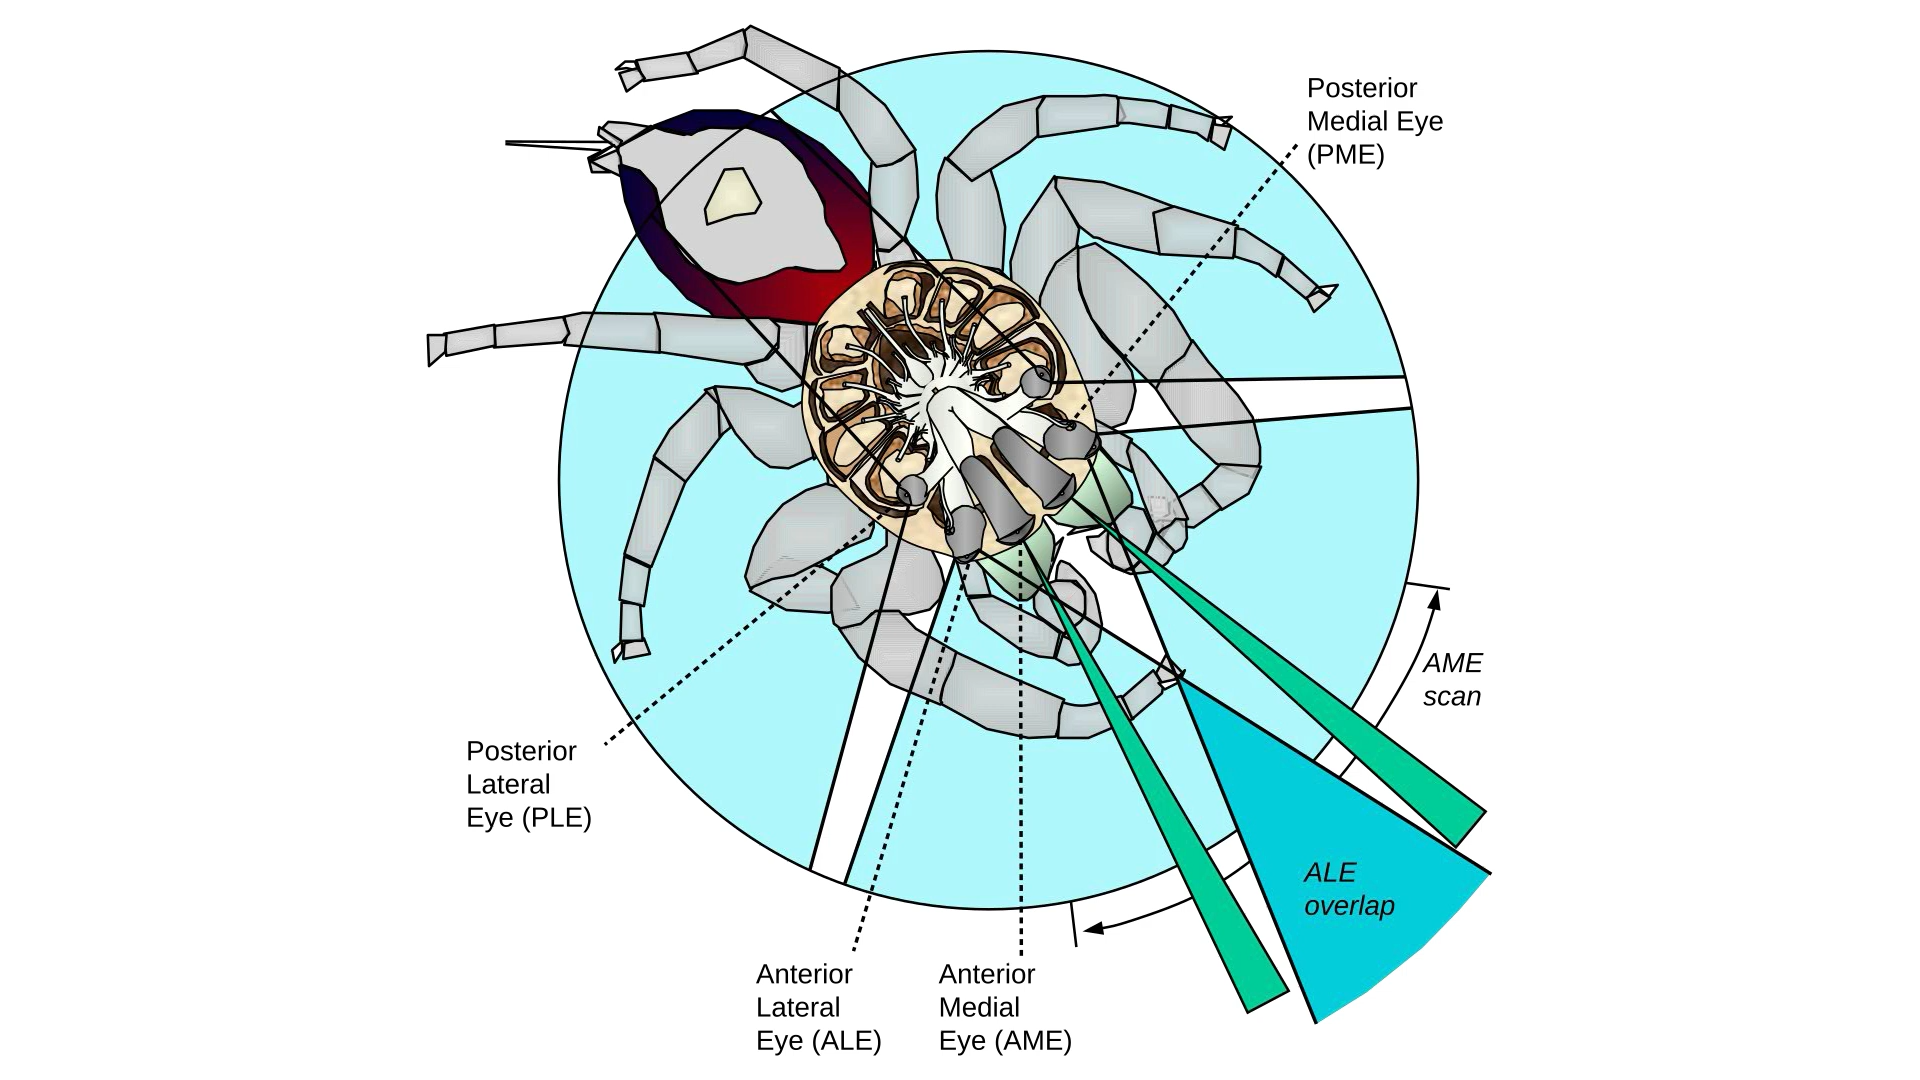 Posterior
Medial Eye
(PME)
AME
scan
Posterior
Lateral
Eye (PLE)
ALE
overlap
Anterior
Lateral
Eye (ALE)
Anterior
Medial
Eye (AME)